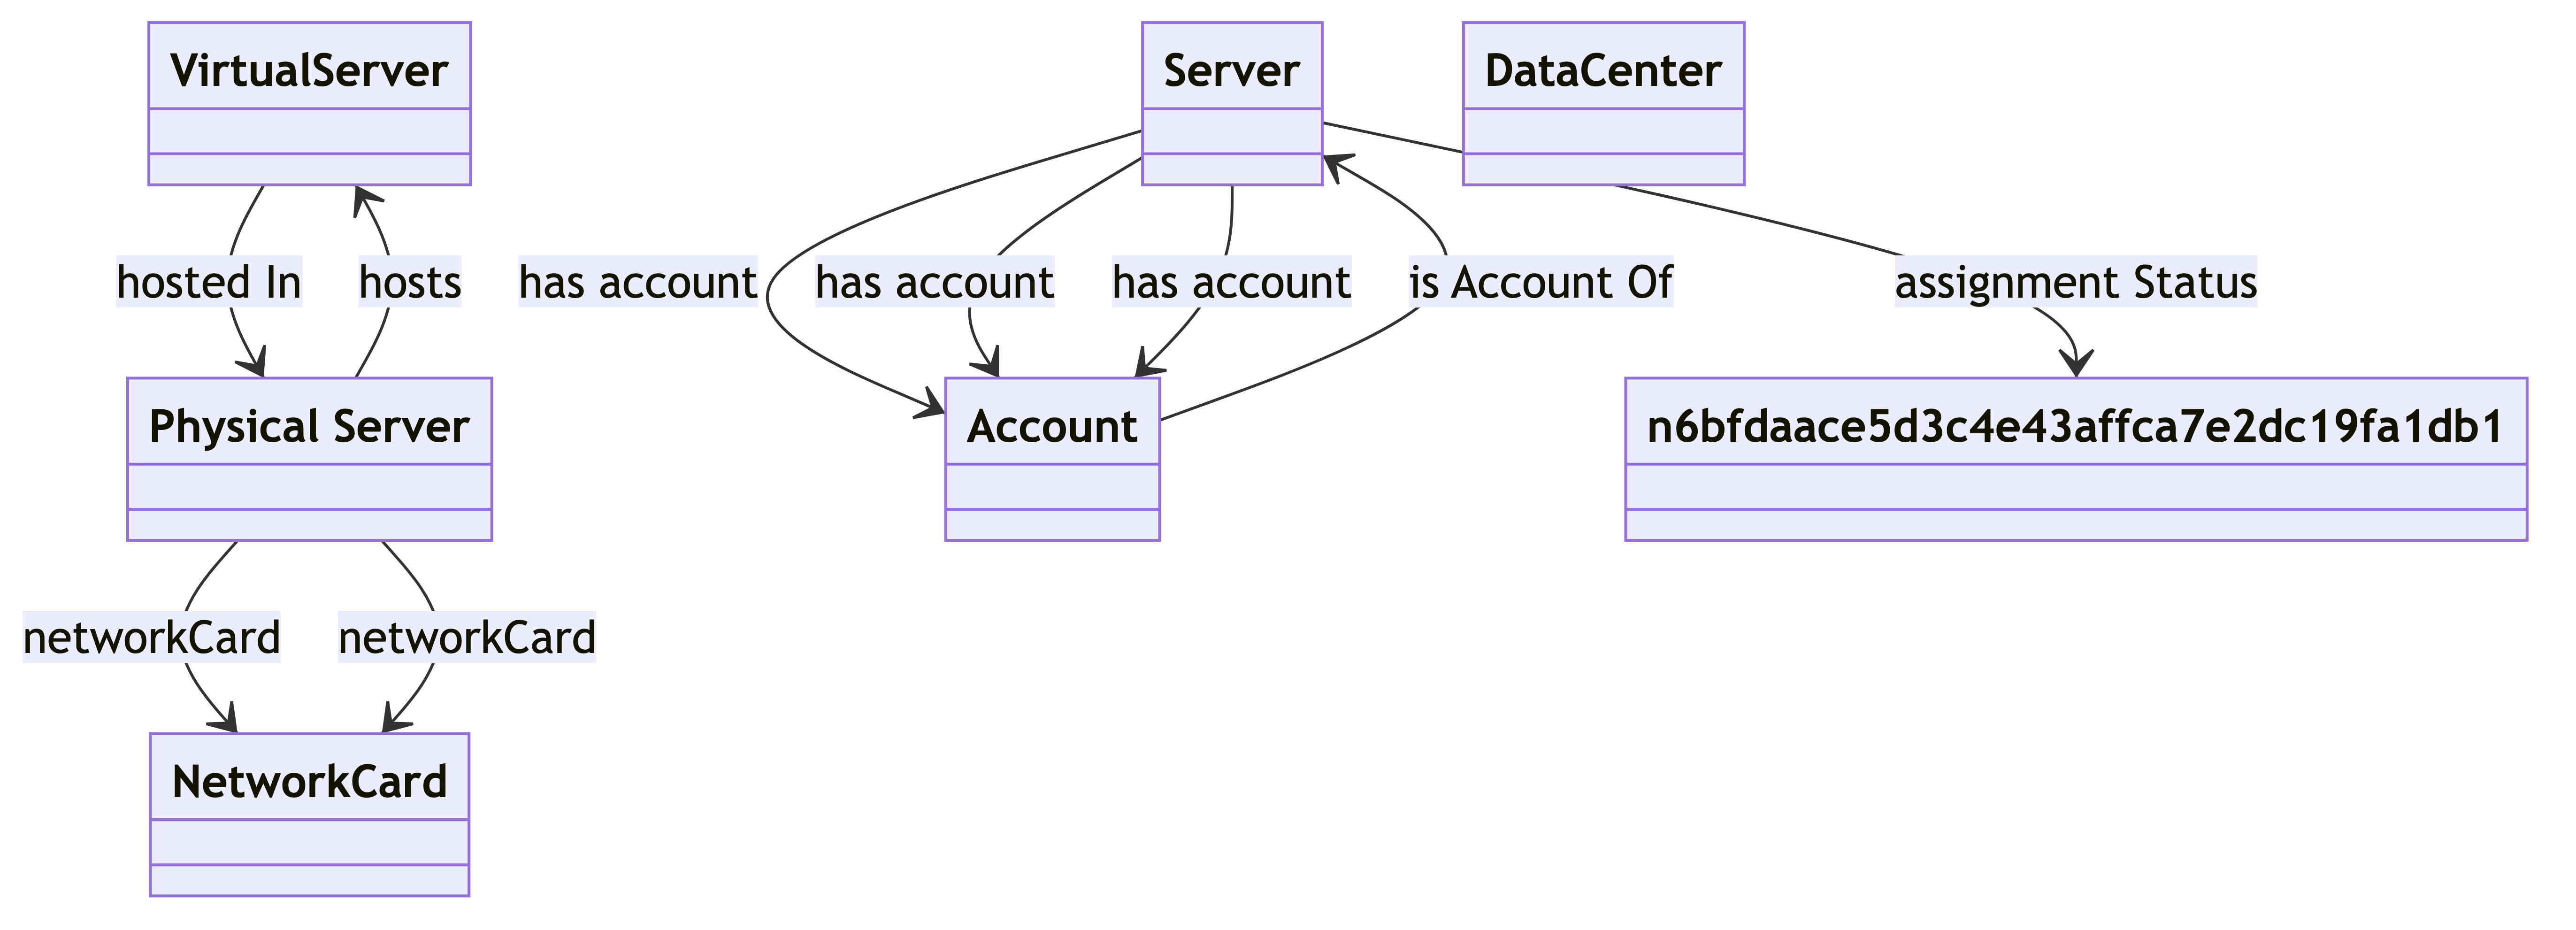 VirtualServer
Server
DataCenter
hosted In
hosts
has account
has account
has account
is Account Of
assignment Status
Physical Server
Account
n6bfdaace5d3c4e43affca7e2dc19fa1db1
networkCard
networkCard
NetworkCard